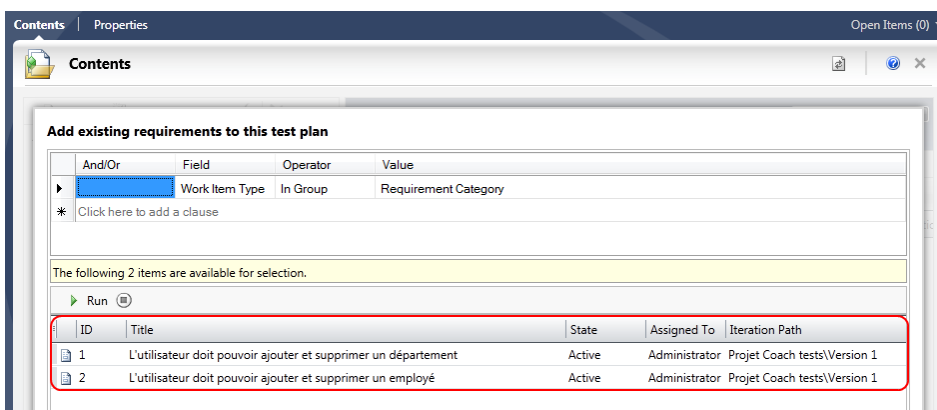 Contents | Properties Open Items (0)
Contents
Add existing requirements to this test plan
And/Or Field Operator Value
Work Item Type In Group Requirement Category
Click here to add a clause
The following 2 items are available for selection.
Run
ID Title State Assigned To Iteration Path
1 L'utilisateur doit pouvoir ajouter et supprimer un département Active Administrator Projet Coach tests\Version 1
2 L'utilisateur doit pouvoir ajouter et supprimer un employé Active Administrator Projet Coach tests\Version 1